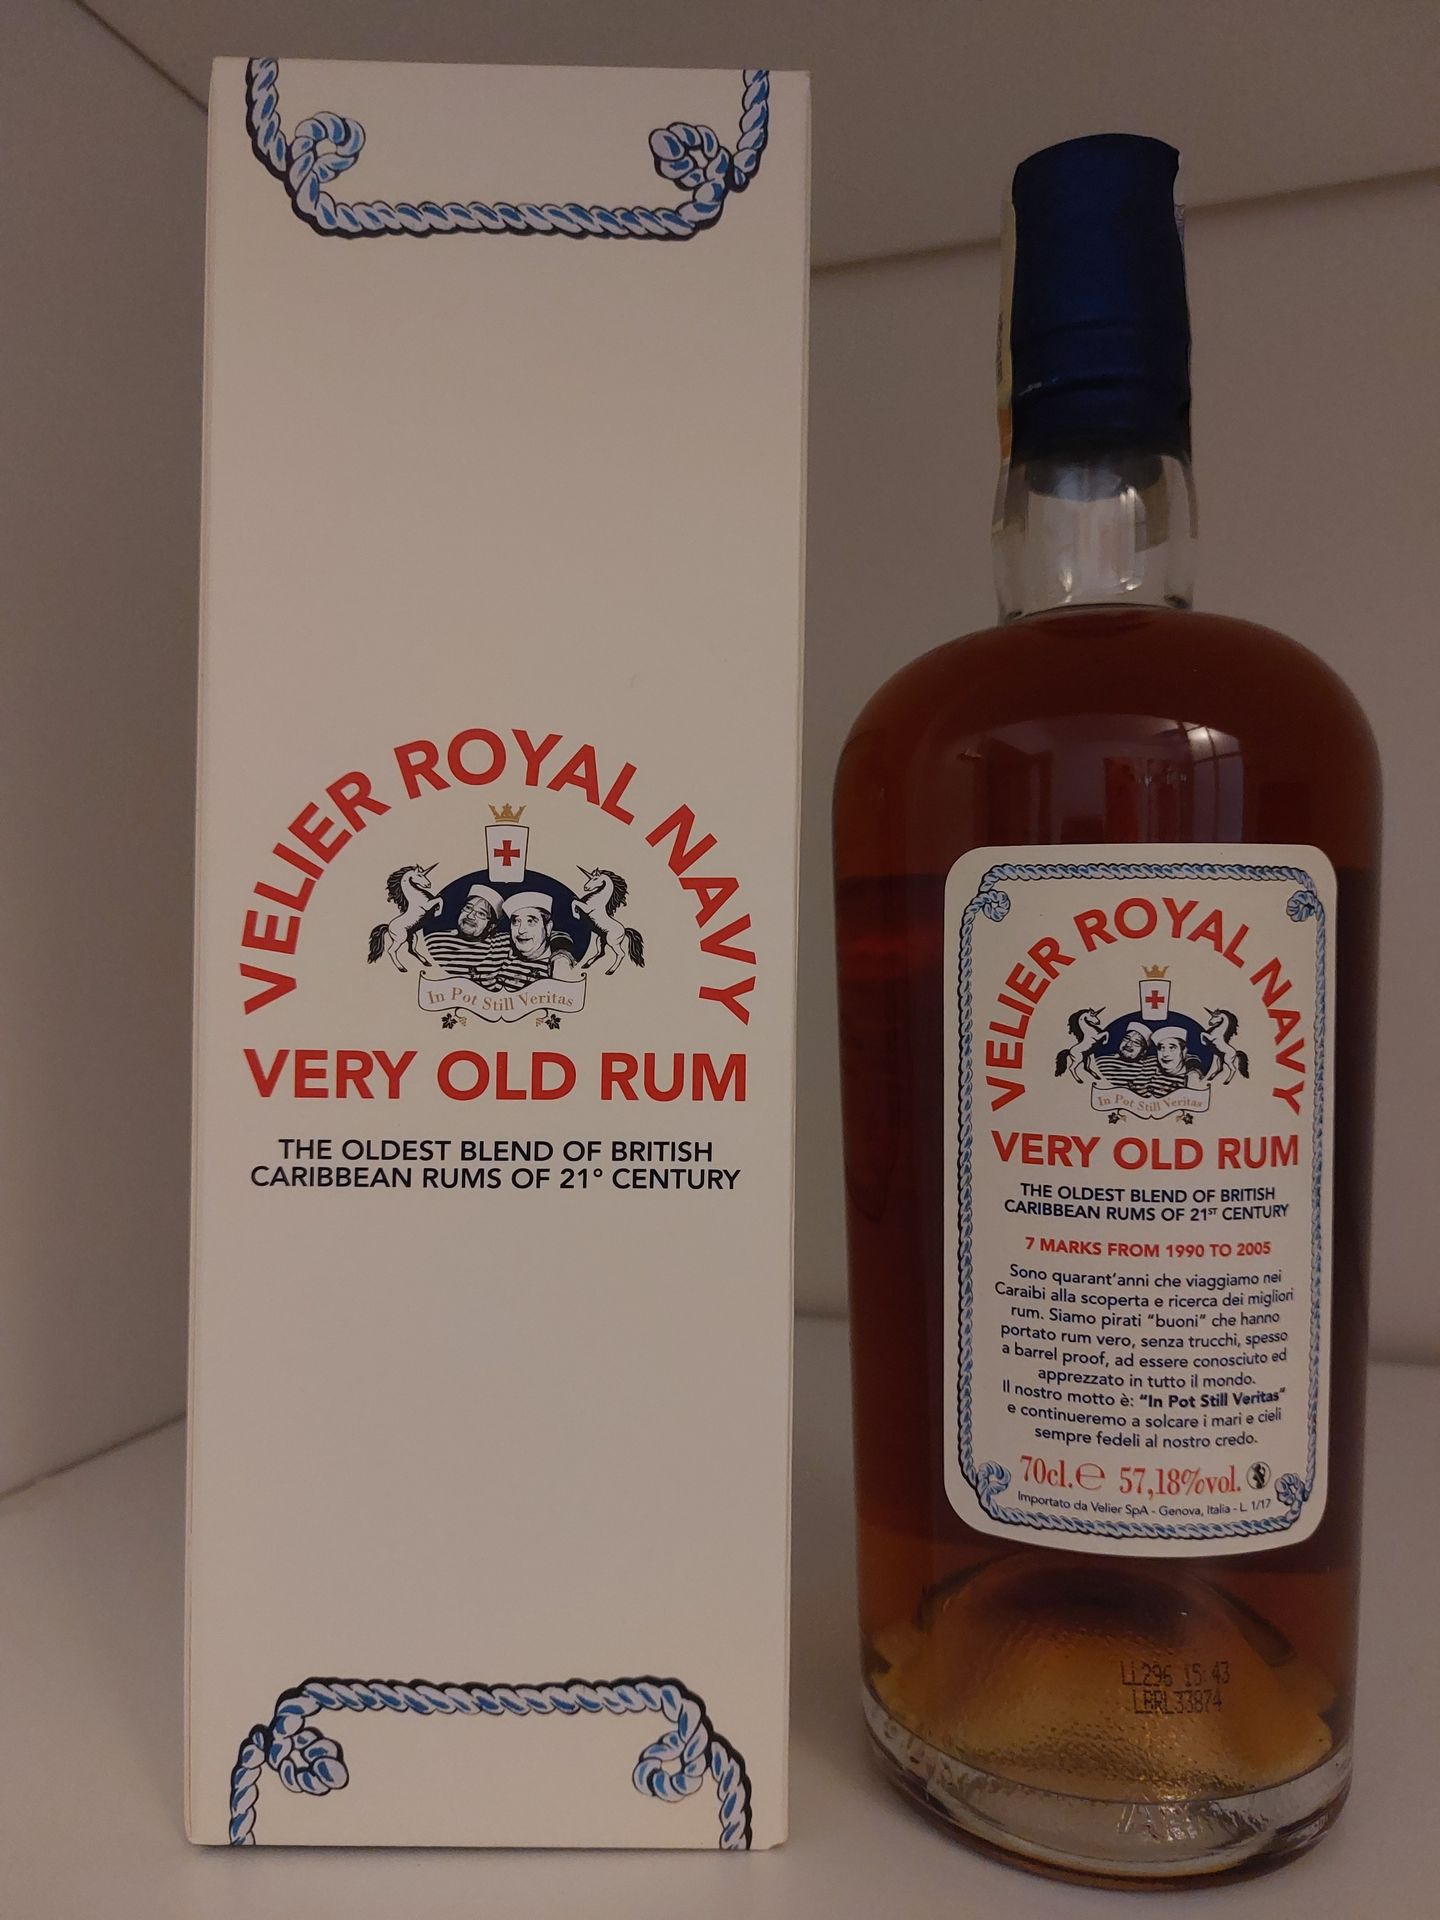 VELIER ROYAL NAVY
In Pot Still Veritas
VERY OLD RUM
THE OLDEST BLEND OF BRITISH
CARIBBEAN RUMS OF 21° CENTURY
VELIER ROYAL NAVY
In Pot Still Veritas
VERY OLD RUM
THE OLDEST BLEND OF BRITISH
CARIBBEAN RUMS OF 21ST CENTURY
7 MARKS FROM 1990 TO 2005
Sono quarant'anni che viaggiamo nei
Caraibi alla scoperta e ricerca dei migliori
rum. Siamo pirati "buoni" che hanno
portato rum vero, senza trucchi, spesso
a barrel proof, ad essere conosciuto ed
apprezzato in tutto il mondo.
Il nostro motto è: "In Pot Still Veritas"
e continueremo a solcare i mari e cieli
sempre fedeli al nostro credo.
70cl. ℮ 57,18%vol.
Importato da Velier SpA - Genova, Italia - L 1/17
LL296 15:43
LBRL33874